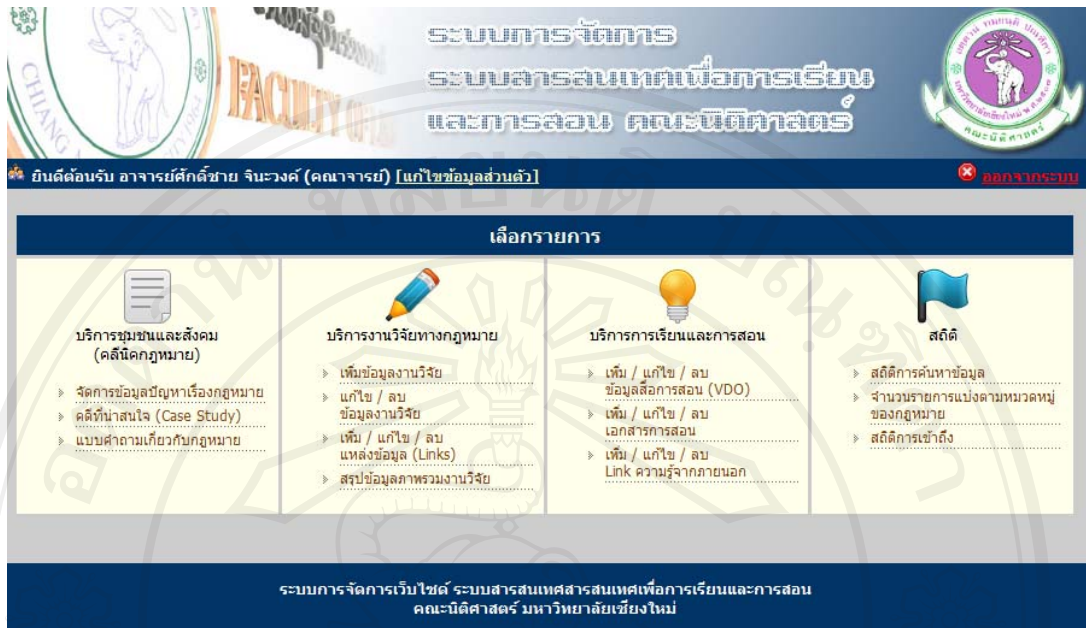 CHIANG
FACULTY OF
ระบบการจัดการ
ระบบสารสนเทศเพื่อการเรียน
และการสอน คณะนิติศาสตร์
ยินดีต้อนรับ อาจารย์ศักดิ์ชาย จินะวงค์ (คณาจารย์) [แก้ไขข้อมูลส่วนตัว]
ออกจากระบบ
เลือกรายการ
บริการชุมชนและสังคม
(คลีนิคกฎหมาย)
จัดการข้อมูลปัญหาเรื่องกฎหมาย
คดีที่น่าสนใจ (Case Study)
แบบคำถามเกี่ยวกับกฎหมาย
บริการงานวิจัยทางกฎหมาย
เพิ่มข้อมูลงานวิจัย
แก้ไข / ลบ
ข้อมูลงานวิจัย
เพิ่ม / แก้ไข / ลบ
แหล่งข้อมูล (Links)
สรุปข้อมูลภาพรวมงานวิจัย
บริการการเรียนและการสอน
เพิ่ม / แก้ไข / ลบ
ข้อมูลสื่อการสอน (VDO)
เพิ่ม / แก้ไข / ลบ
เอกสารการสอน
เพิ่ม / แก้ไข / ลบ
Link ความรู้จากภายนอก
สถิติ
สถิติการค้นหาข้อมูล
จำนวนรายการแบ่งตามหมวดหมู่
ของกฎหมาย
สถิติการเข้าถึง
ระบบการจัดการเว็บไซด์ ระบบสารสนเทศสารสนเทศเพื่อการเรียนและการสอน
คณะนิติศาสตร์ มหาวิทยาลัยเชียงใหม่